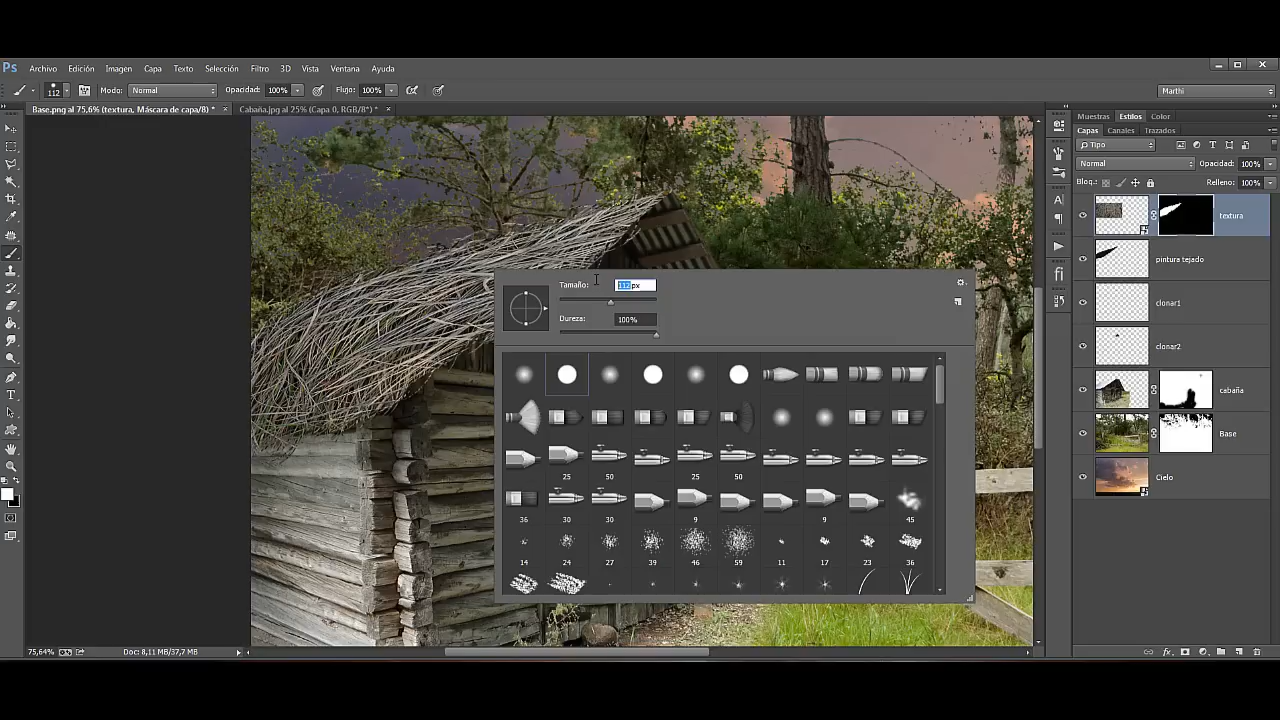 Ps Archivo Edición Imagen Capa Texto Selección Filtro 3D Vista Ventana Ayuda
112 Modo: Normal Opacidad: 100% Flujo: 100% Marthi
Base.png al 75,6% (textura, Máscara de capa/8) * × Cabaña.jpg al 25% (Capa 0, RGB/8*) * ×
Muestras Estilos Color
Capas Canales Trazados
Tipo
Normal Opacidad: 100%
Bloq.: Relleno: 100%
textura
pintura tejado
clonar1
clonar2
cabaña
Base
Cielo
Tamaño: 112 px
Dureza: 100%
25 50 25 50
36 30 30 9 9 45
14 24 27 39 46 59 11 17 23 36
75,64% Doc: 8,11 MB/37,7 MB